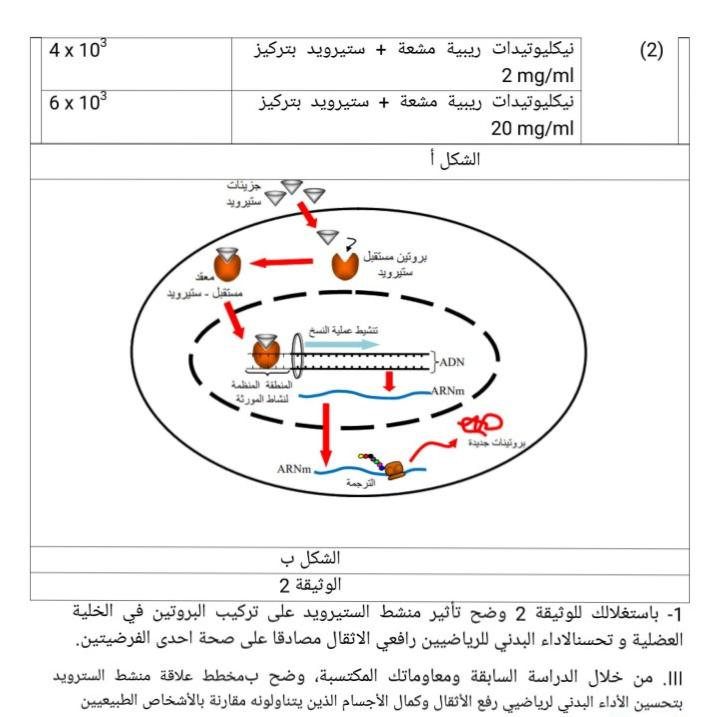 (2) نيكليوتيدات ريبية مشعة + ستيرويد بتركيز 4 x 10³
2 mg/ml
نيكليوتيدات ريبية مشعة + ستيرويد بتركيز 6 x 10³
20 mg/ml
الشكل أ
جزيئات
ستيرويد
بروتين مستقبل
ستيرويد
معقد
مستقبل - ستيرويد
تنشيط عملية النسخ
ADN
المنطقة المنظمة
لنشاط المورثة
ARNm
بروتينات جديدة
ARNm
الترجمة
الشكل ب
الوثيقة 2
1- باستغلالك للوثيقة 2 وضح تأثير منشط الستيرويد على تركيب البروتين في الخلية
العضلية و تحسنالاداء البدني للرياضيين رافعي الاثقال مصادقا على صحة احدى الفرضيتين.
III. من خلال الدراسة السابقة ومعلوماتك المكتسبة، وضح بمخطط علاقة منشط السترويد
بتحسين الأداء البدني لرياضيي رفع الأثقال وكمال الأجسام الذين يتناولونه مقارنة بالأشخاص الطبيعيين